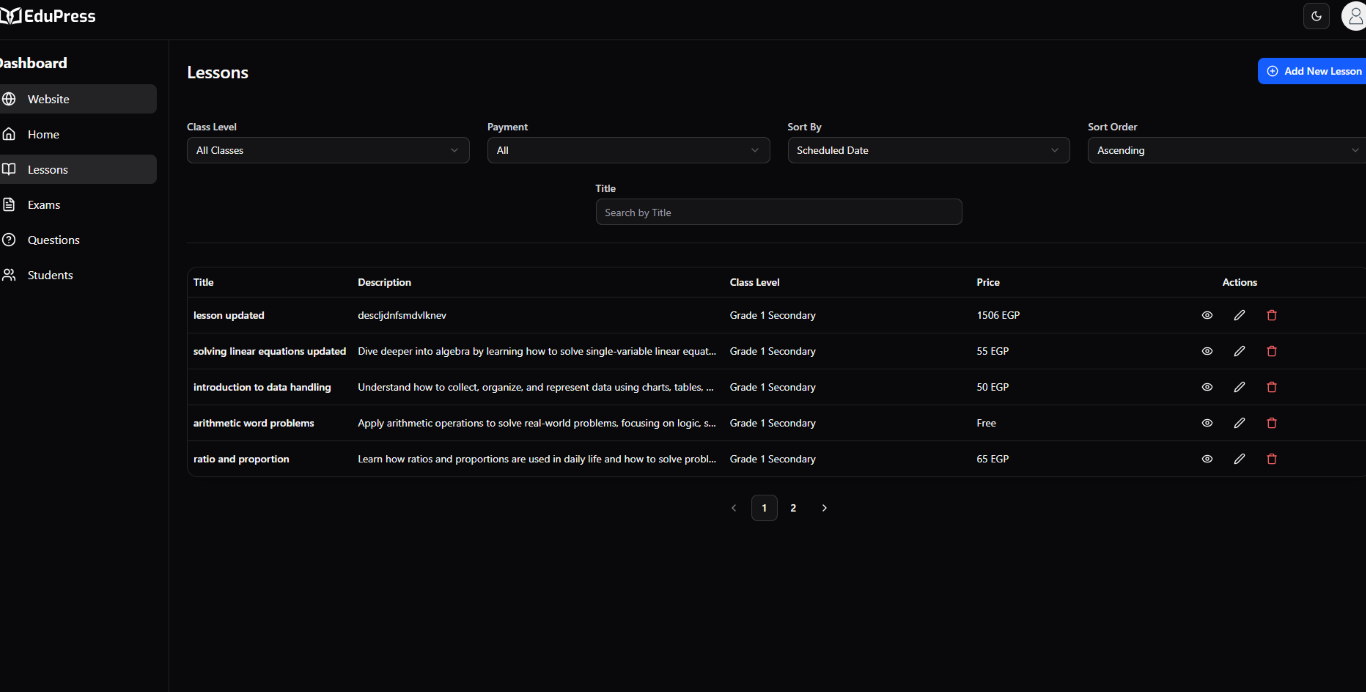 EduPress
Dashboard
Website
Home
Lessons
Exams
Questions
Students
Lessons
Add New Lesson
Class Level Payment Sort By Sort Order
All Classes All Scheduled Date Ascending
Title
Search by Title
Title Description Class Level Price Actions
lesson updated descljdnfsmdvlknev Grade 1 Secondary 1506 EGP
solving linear equations updated Dive deeper into algebra by learning how to solve single-variable linear equat... Grade 1 Secondary 55 EGP
introduction to data handling Understand how to collect, organize, and represent data using charts, tables, ... Grade 1 Secondary 50 EGP
arithmetic word problems Apply arithmetic operations to solve real-world problems, focusing on logic, s... Grade 1 Secondary Free
ratio and proportion Learn how ratios and proportions are used in daily life and how to solve probl... Grade 1 Secondary 65 EGP
1 2